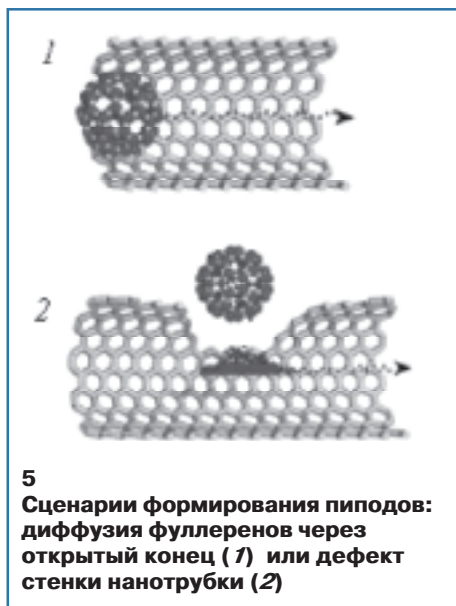 1
2
5
Сценарии формирования пиподов:
диффузия фуллеренов через
открытый конец (1) или дефект
стенки нанотрубки (2)